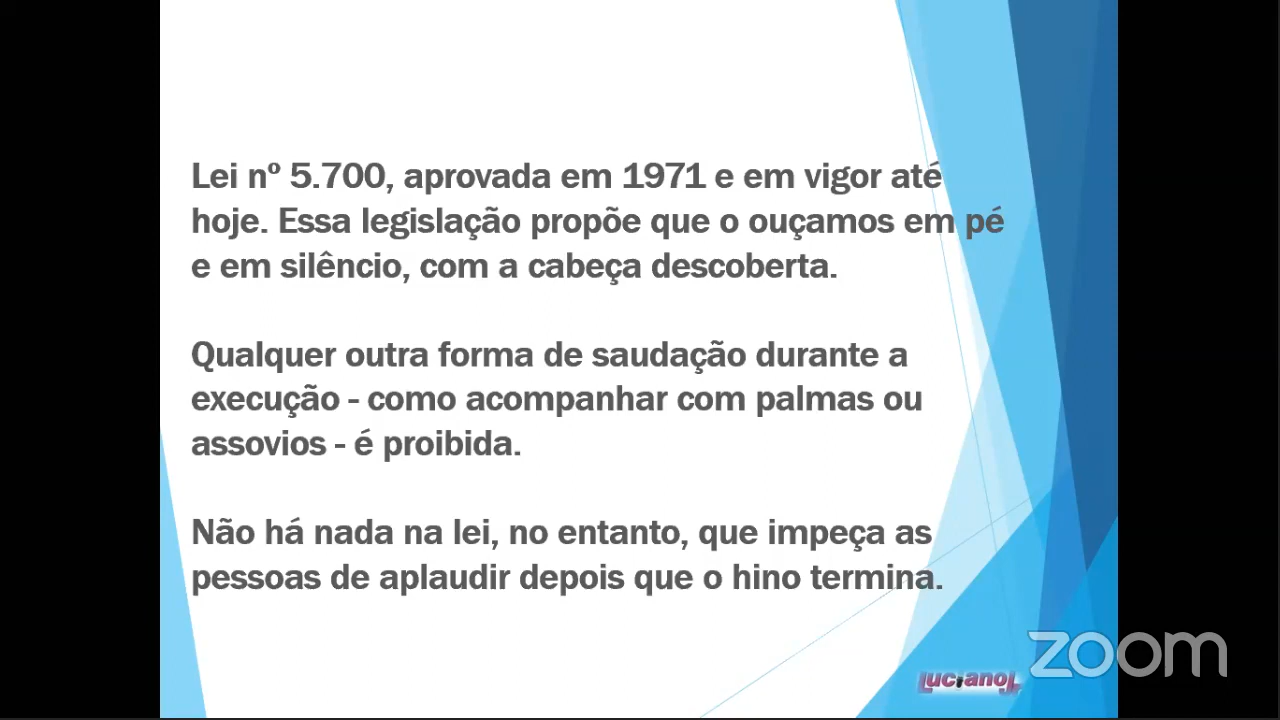 Lei nº 5.700, aprovada em 1971 e em vigor até
hoje. Essa legislação propõe que o ouçamos em pé
e em silêncio, com a cabeça descoberta.
Qualquer outra forma de saudação durante a
execução - como acompanhar com palmas ou
assovios - é proibida.
Não há nada na lei, no entanto, que impeça as
pessoas de aplaudir depois que o hino termina.
LucianoJr
zoom